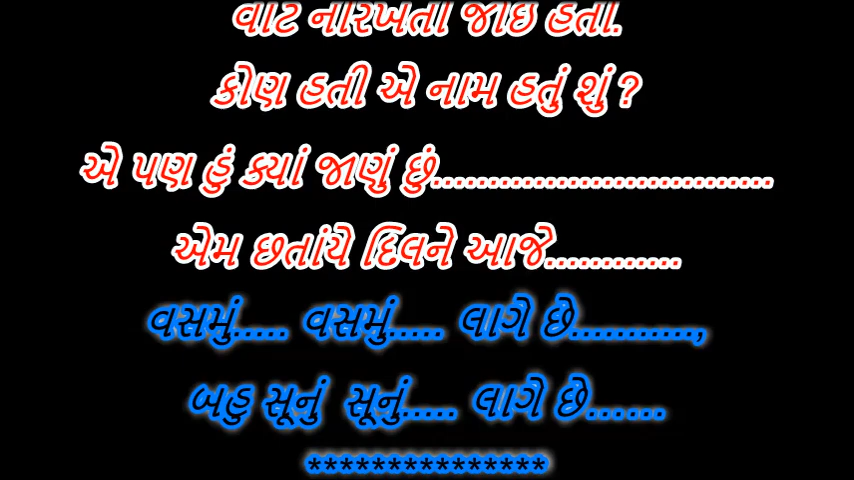 વાટ નીરખતી જોઇ હતી.
કોણ હતી એ નામ હતું શું ?
એ પણ હું ક્યાં જાણું છું...............................
એમ છતાંયે દિલને આજે............
વસમું..... વસમું..... લાગે છે...........,
બહુ સૂનું સૂનું..... લાગે છે......
***************